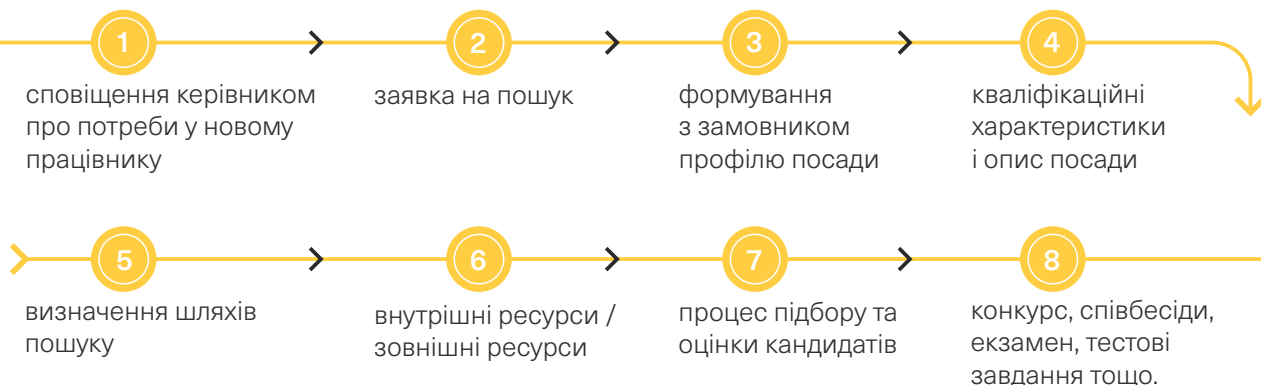 1
сповіщення керівником
про потреби у новому
працівнику
2
заявка на пошук
3
формування
з замовником
профілю посади
4
кваліфікаційні
характеристики
і опис посади
5
визначення шляхів
пошуку
6
внутрішні ресурси /
зовнішні ресурси
7
процес підбору та
оцінки кандидатів
8
конкурс, співбесіди,
екзамен, тестові
завдання тощо.